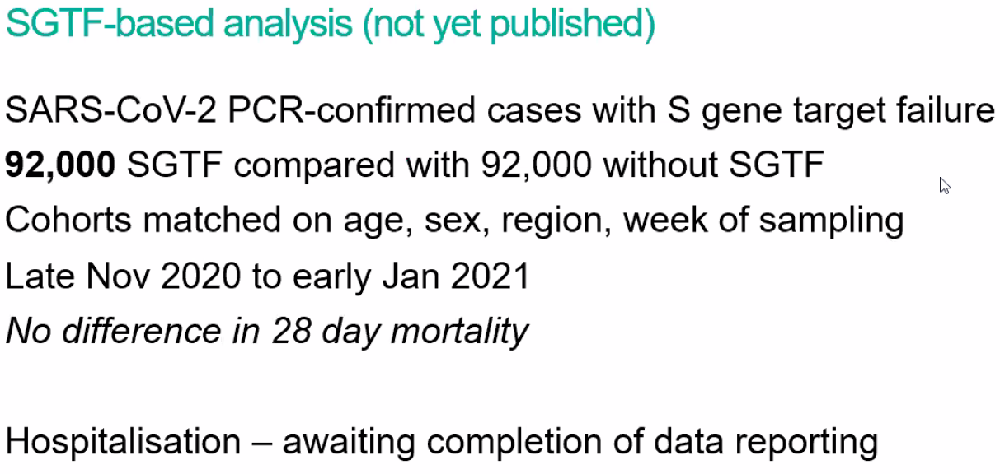 SGTF-based analysis (not yet published)
SARS-CoV-2 PCR-confirmed cases with S gene target failure
92,000 SGTF compared with 92,000 without SGTF
Cohorts matched on age, sex, region, week of sampling
Late Nov 2020 to early Jan 2021
No difference in 28 day mortality
Hospitalisation – awaiting completion of data reporting